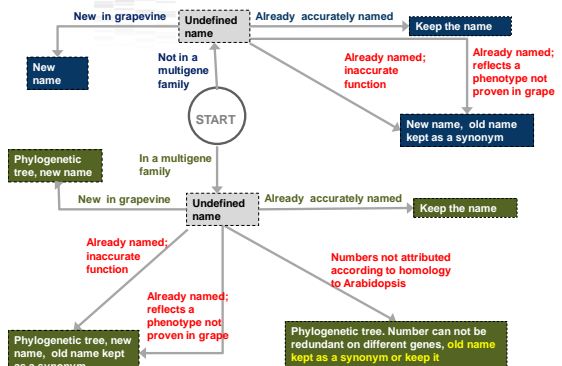 New  in grapevine
Undefined
name
Already  accurately named
Keep the name
Not in a
multigene
family
New
name
Already named;
inaccurate
function
Already named;
reflects a
phenotype not
proven in grape
New name,  old name
kept as a synonym
START
In a multigene
family
Phylogenetic
tree, new name
New  in grapevine
Undefined
name
Already  accurately named
Keep the name
Already named;
inaccurate
function
Already named;
reflects a
phenotype not
proven in grape
Numbers not attributed
according to homology
to Arabidopsis
Phylogenetic tree, new
name,  old name kept
as a  synonym
Phylogenetic tree. Number can not be
redundant on different genes, old name
kept as a synonym or keep it